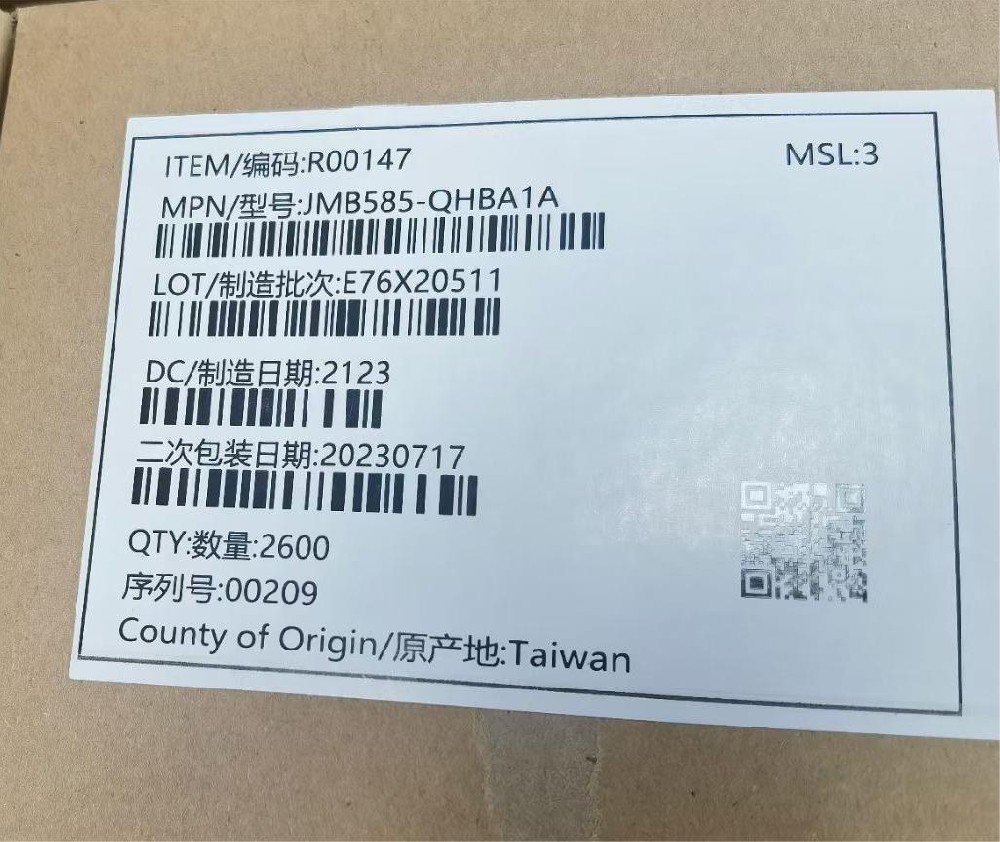 ITEM/编码:R00147
MSL:3
MPN/型号:JMB585-QHBA1A
LOT/制造批次:E76X20511
DC/制造日期:2123
二次包装日期:20230717
QTY:数量:2600
序列号:00209
County of Origin/原产地:Taiwan